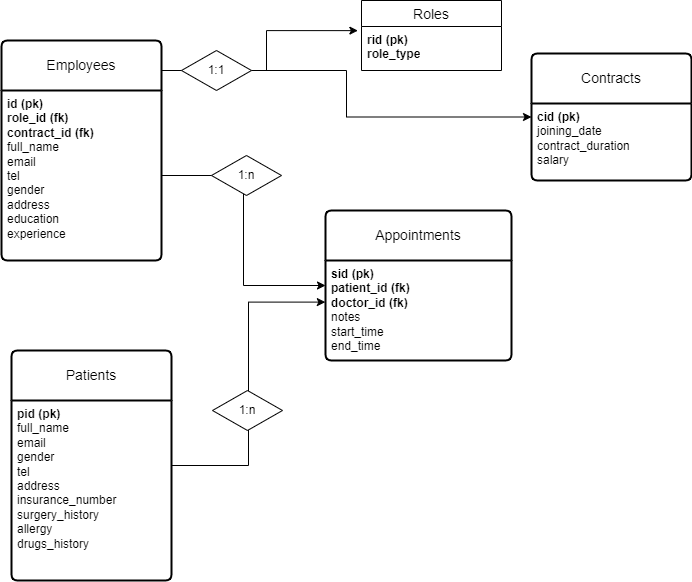 Roles
rid (pk)
role_type
Employees
id (pk)
role_id (fk)
contract_id (fk)
full_name
email
tel
gender
address
education
experience
1:1
Contracts
cid (pk)
joining_date
contract_duration
salary
1:n
Appointments
sid (pk)
patient_id (fk)
doctor_id (fk)
notes
start_time
end_time
Patients
pid (pk)
full_name
email
gender
tel
address
insurance_number
surgery_history
allergy
drugs_history
1:n